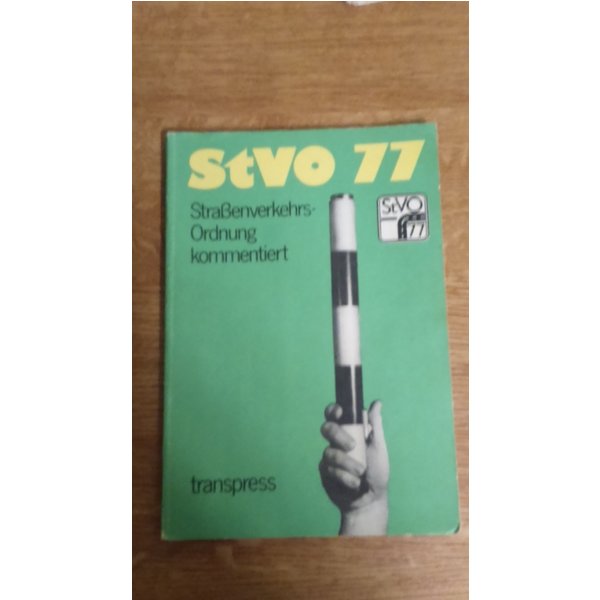 StVO 77
Straßenverkehrs-
Ordnung
kommentiert
StVO
77
transpress